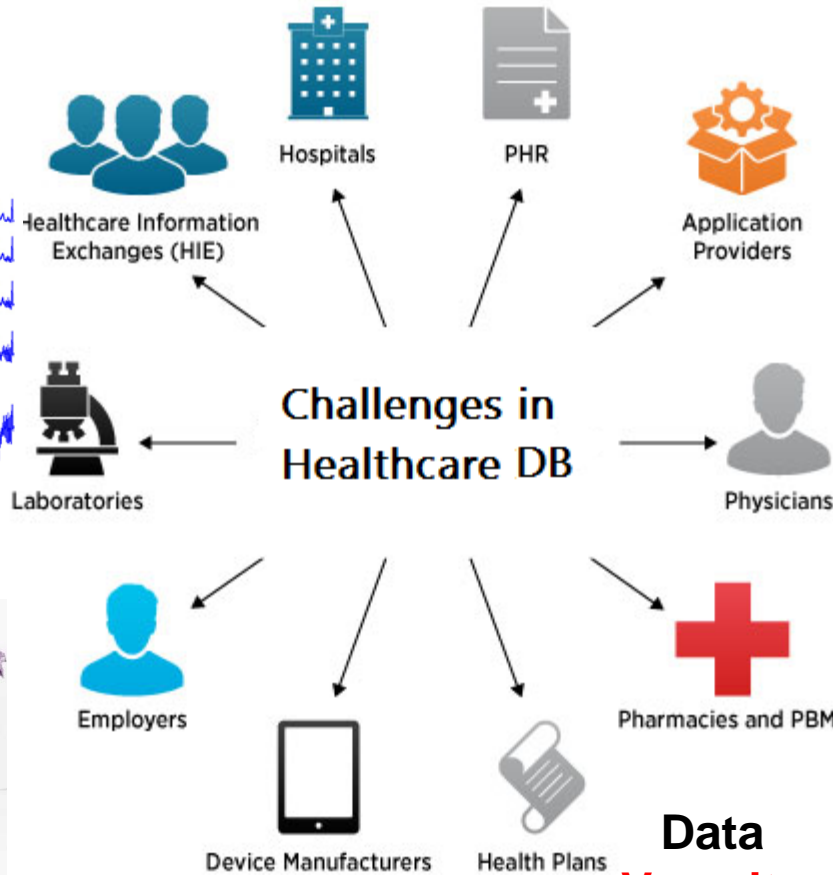 Hospitals
PHR
Healthcare Information
Exchanges (HIE)
Application
Providers
Challenges in
Healthcare DB
Laboratories
Physicians
Employers
Pharmacies and PBM
Device Manufacturers
Health Plans
Data